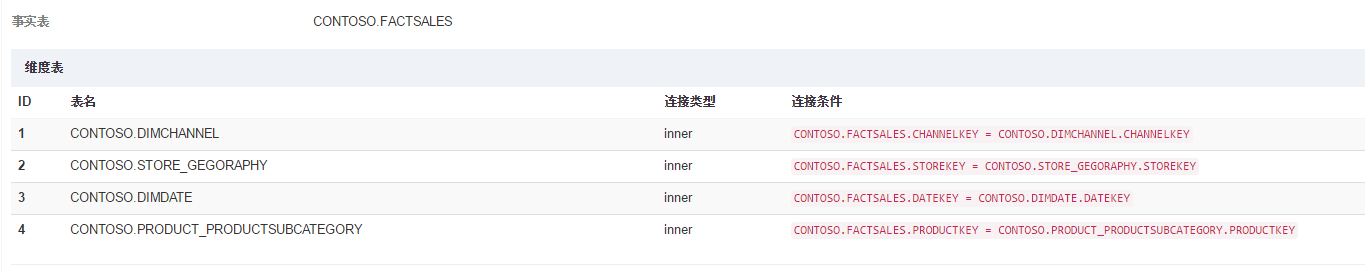 事实表 CONTOSO.FACTSALES
维度表
ID 表名 连接类型 连接条件
1 CONTOSO.DIMCHANNEL inner CONTOSO.FACTSALES.CHANNELKEY = CONTOSO.DIMCHANNEL.CHANNELKEY
2 CONTOSO.STORE_GEGORAPHY inner CONTOSO.FACTSALES.STOREKEY = CONTOSO.STORE_GEGORAPHY.STOREKEY
3 CONTOSO.DIMDATE inner CONTOSO.FACTSALES.DATEKEY = CONTOSO.DIMDATE.DATEKEY
4 CONTOSO.PRODUCT_PRODUCTSUBCATEGORY inner CONTOSO.FACTSALES.PRODUCTKEY = CONTOSO.PRODUCT_PRODUCTSUBCATEGORY.PRODUCTKEY